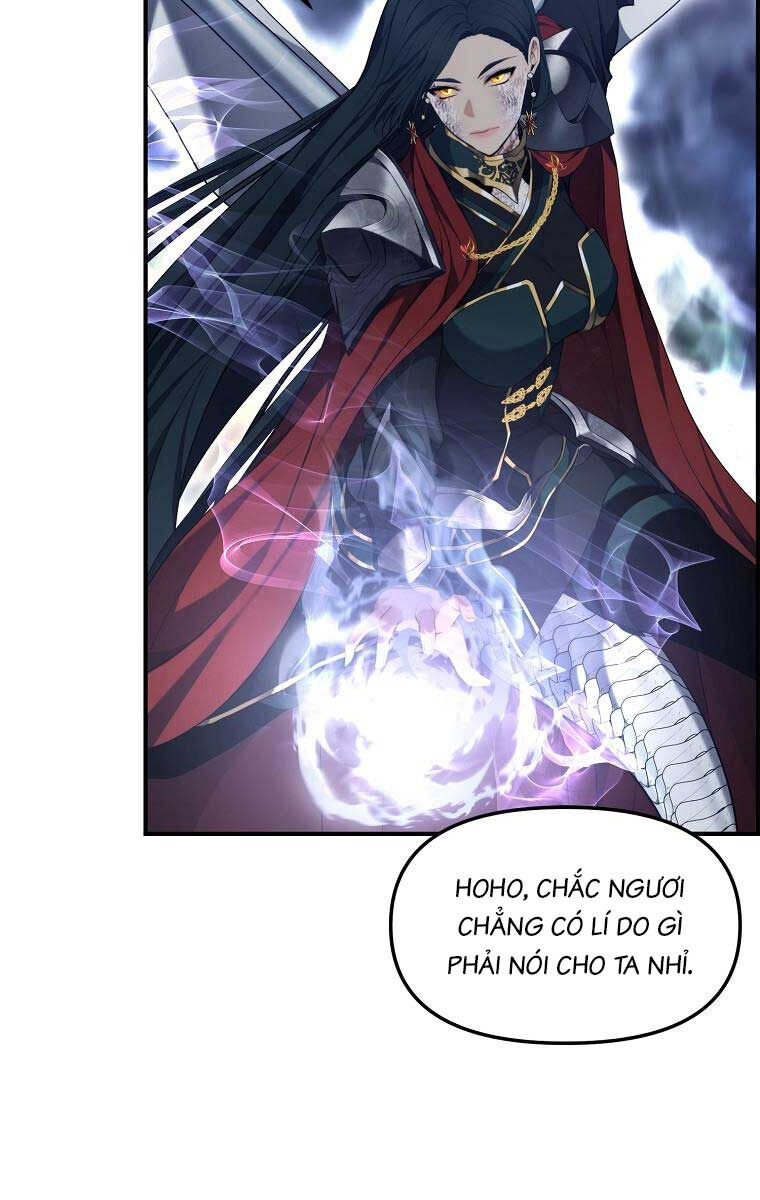 HOHO, CHẮC NGƯƠI
CHẲNG CÓ LÍ DO GÌ
PHẢI NÓI CHO TA NHỈ.